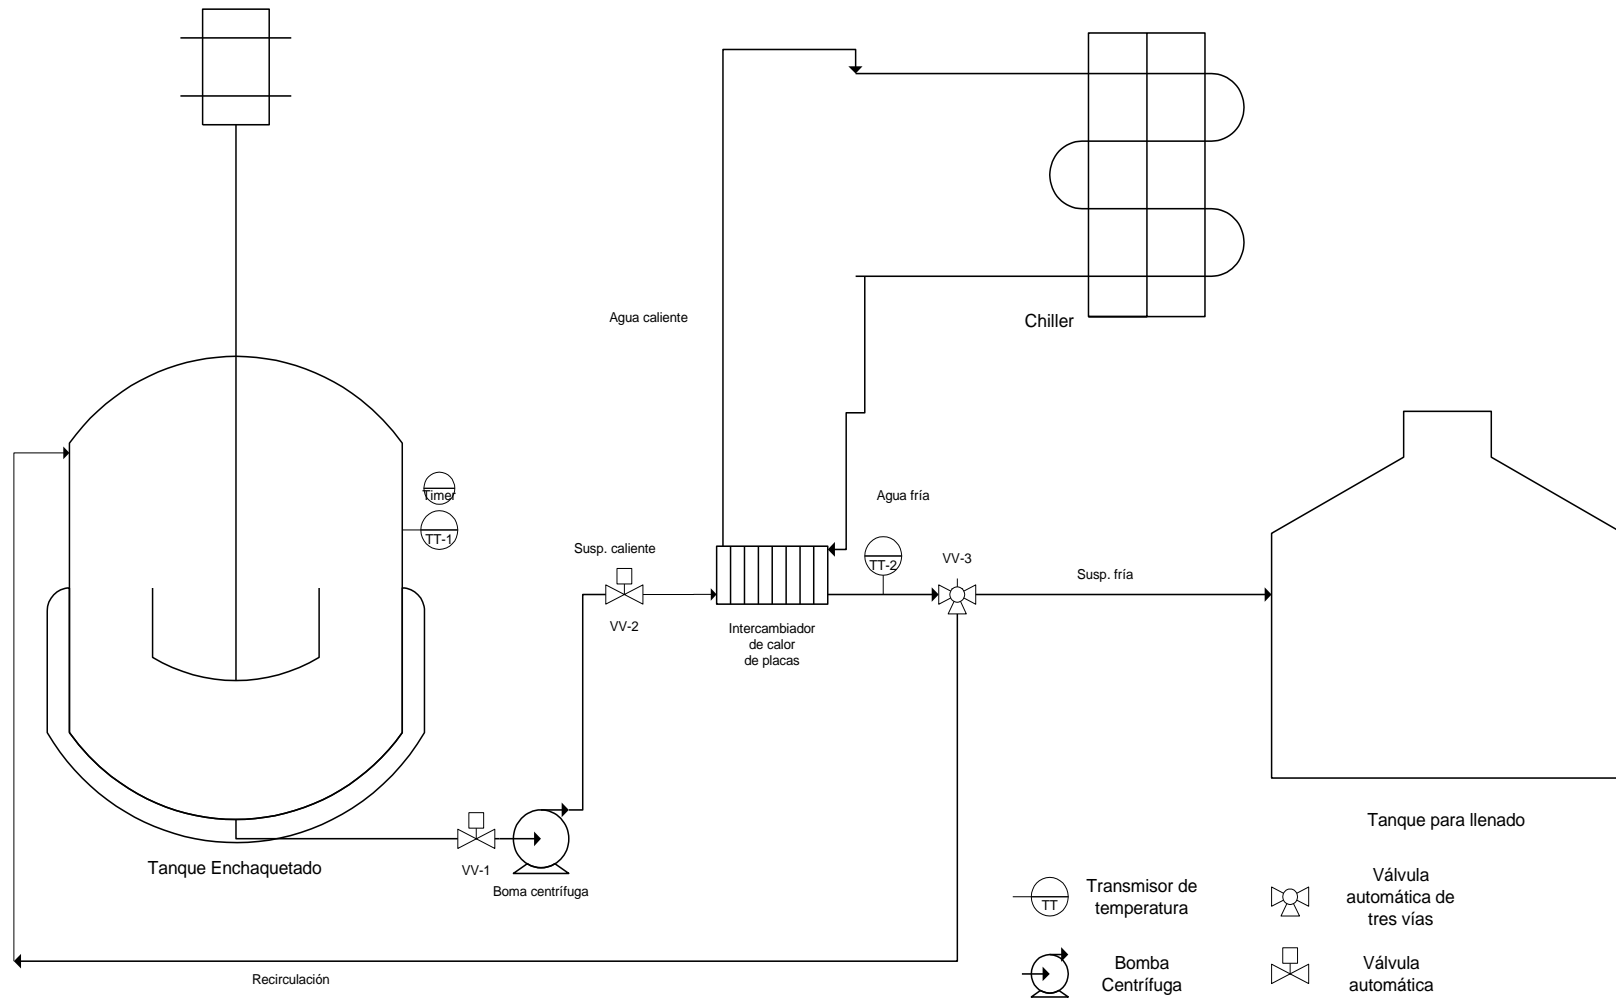 Agua caliente
Chiller
Timer
TT-1
Agua fría
Susp. caliente
TT-2
VV-3
Susp. fría
VV-2
Intercambiador
de calor
de placas
Tanque para llenado
Tanque Enchaquetado
VV-1
Boma centrífuga
TT
Transmisor de
temperatura
Válvula
automática de
tres vías
Recirculación
Bomba
Centrífuga
Válvula
automática